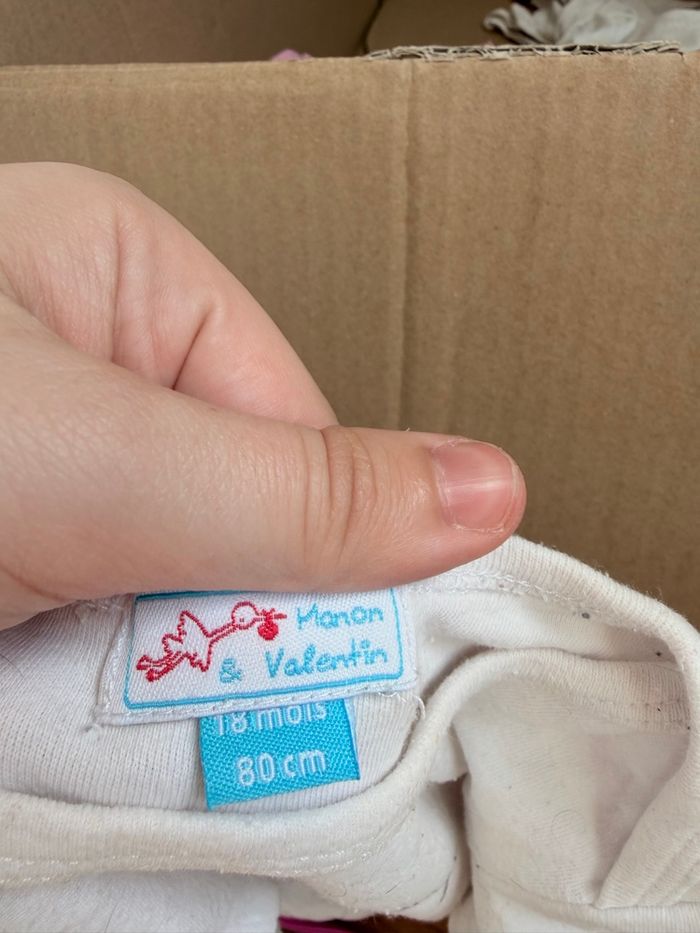 Manon
& Valentin
18 mois
80 cm